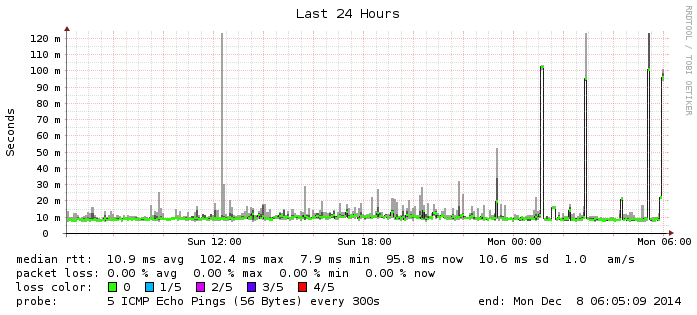 Last 24 Hours
RRDTOOL / TOBI OETIKER
Seconds
120 m
110 m
100 m
90 m
80 m
70 m
60 m
50 m
40 m
30 m
20 m
10 m
0
Sun 12:00 Sun 18:00 Mon 00:00 Mon 06:00
median rtt: 10.9 ms avg 102.4 ms max 7.9 ms min 95.8 ms now 10.6 ms sd 1.0 am/s
packet loss: 0.00 % avg 0.00 % max 0.00 % min 0.00 % now
loss color: 0 1/5 2/5 3/5 4/5
probe: 5 ICMP Echo Pings (56 Bytes) every 300s end: Mon Dec 8 06:05:09 2014